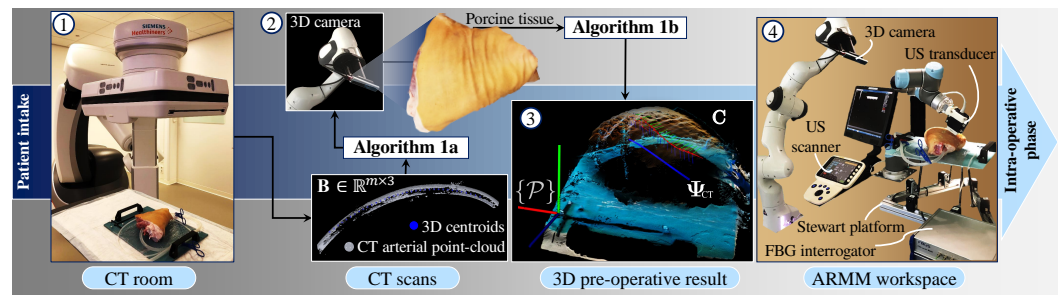 Patient intake
1
SIEMENS
Healthineers
CT room
2
3D camera
Porcine tissue
Algorithm 1b
Algorithm 1a
B ∈ ℝ^{m×3}
3D centroids
CT arterial point-cloud
CT scans
3
C
{𝒫}
Ψ_CT
3D pre-operative result
4
3D camera
US transducer
US
scanner
Stewart platform
FBG interrogator
ARMM workspace
Intra-operative
phase